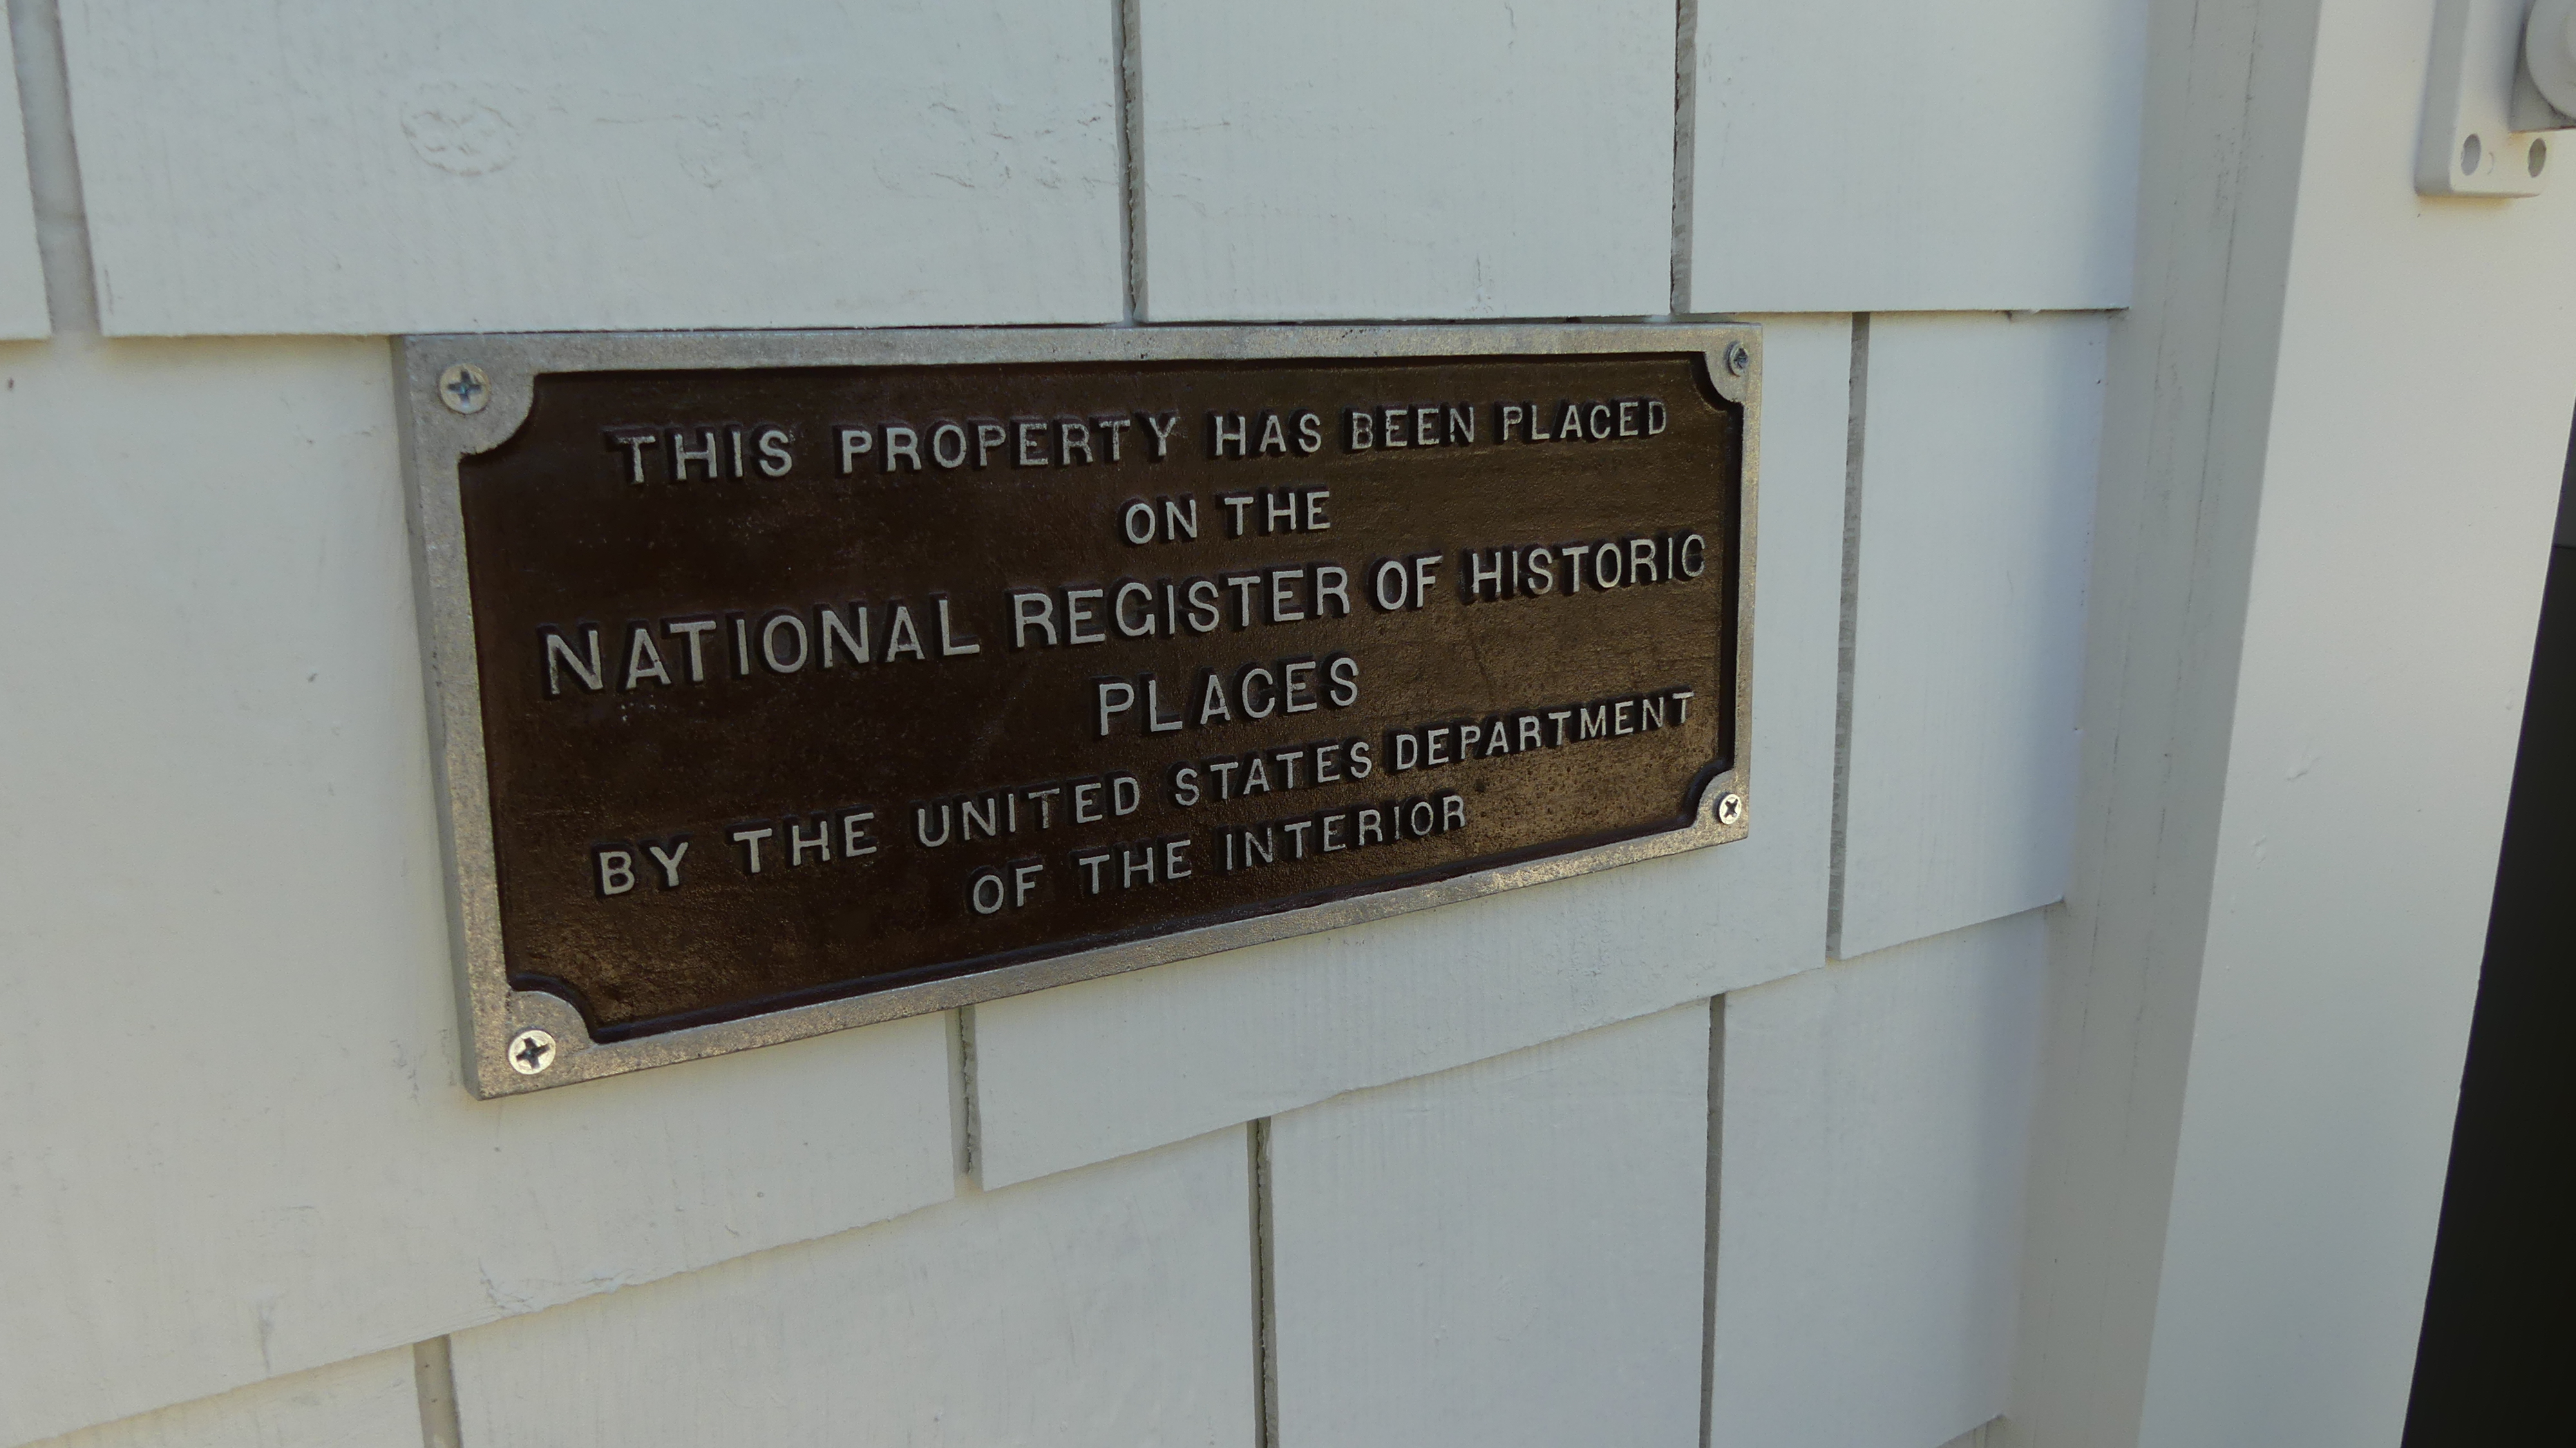 THIS PROPERTY HAS BEEN PLACED
ON THE
NATIONAL REGISTER OF HISTORIC
PLACES
BY THE UNITED STATES DEPARTMENT
OF THE INTERIOR